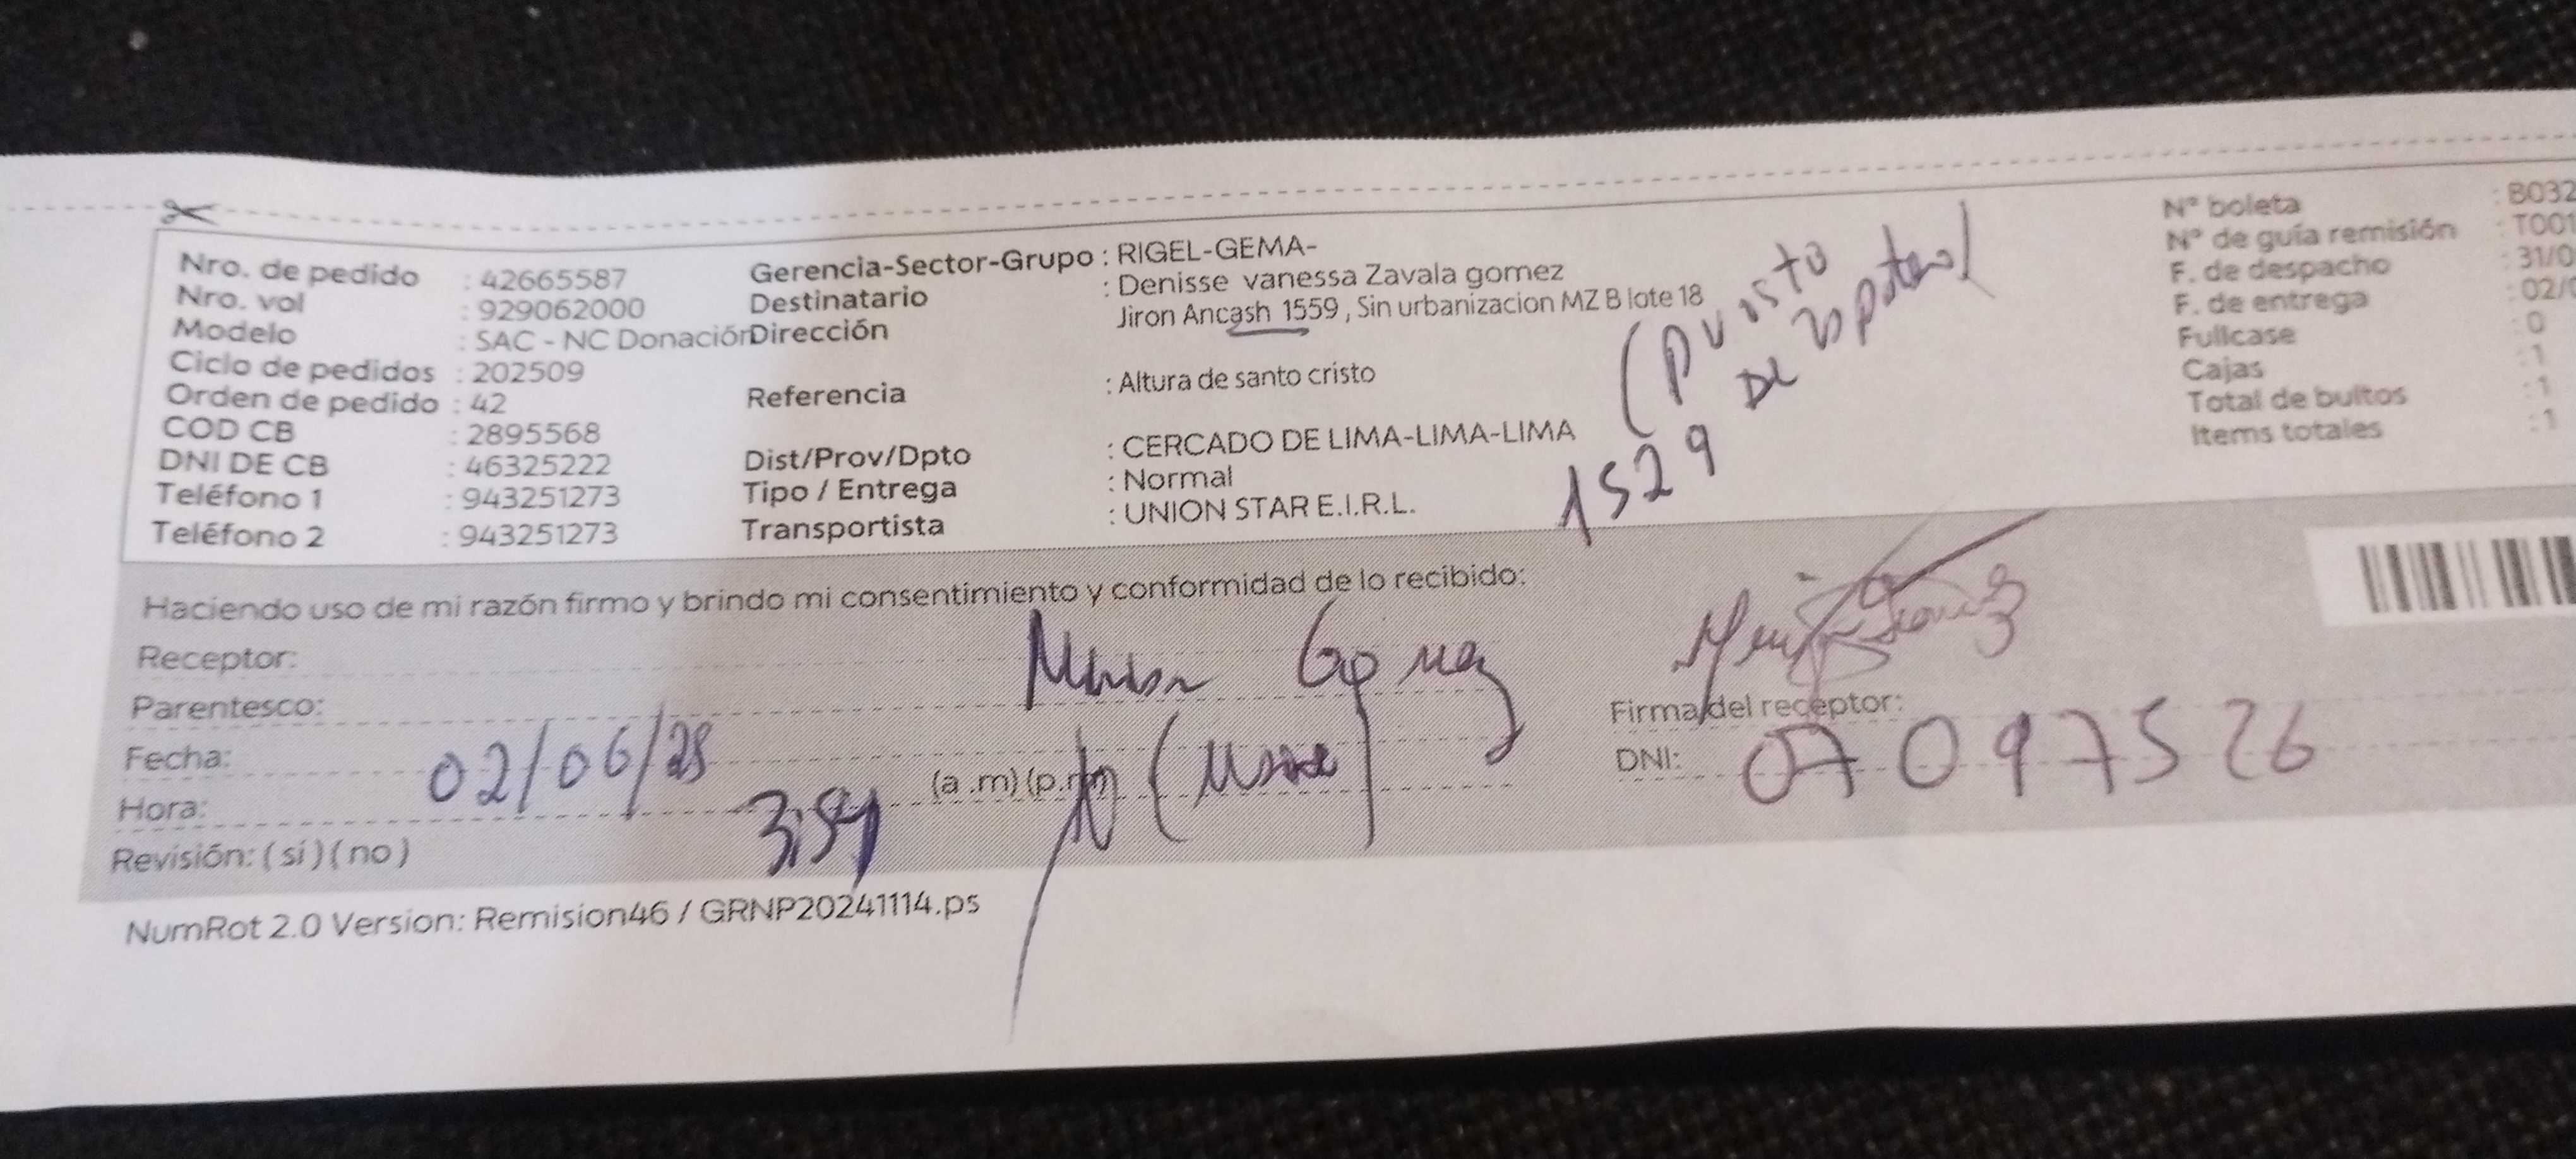 Nro. de pedido : 42665587
Nro. vol : 929062000
Modelo : SAC - NC Donación
Ciclo de pedidos : 202509
Orden de pedido : 42
COD CB : 2895568
DNI DE CB : 46325222
Teléfono 1 : 943251273
Teléfono 2 : 943251273
Gerencia-Sector-Grupo : RIGEL-GEMA-
Destinatario : Denisse vanessa Zavala gomez
Dirección Jiron Ancash 1559 , Sin urbanizacion MZ B lote 18
Referencia : Altura de santo cristo
Dist/Prov/Dpto : CERCADO DE LIMA-LIMA-LIMA
Tipo / Entrega : Normal
Transportista : UNION STAR E.I.R.L.
(puesto
De
1529
N° boleta : B032
N° de guía remisión : T001
F. de despacho : 31/0
F. de entrega : 02/0
Fullcase : 0
Cajas : 1
Total de bultos : 1
Items totales : 1
Haciendo uso de mi razón firmo y brindo mi consentimiento y conformidad de lo recibido:
Receptor:
Parentesco:
Fecha: 02/06/25
Hora: (a .m) (p.m)
Revisión: ( si ) ( no )
Firma del receptor:
DNI: 07097526
NumRot 2.0 Version: Remision46 / GRNP20241114.ps